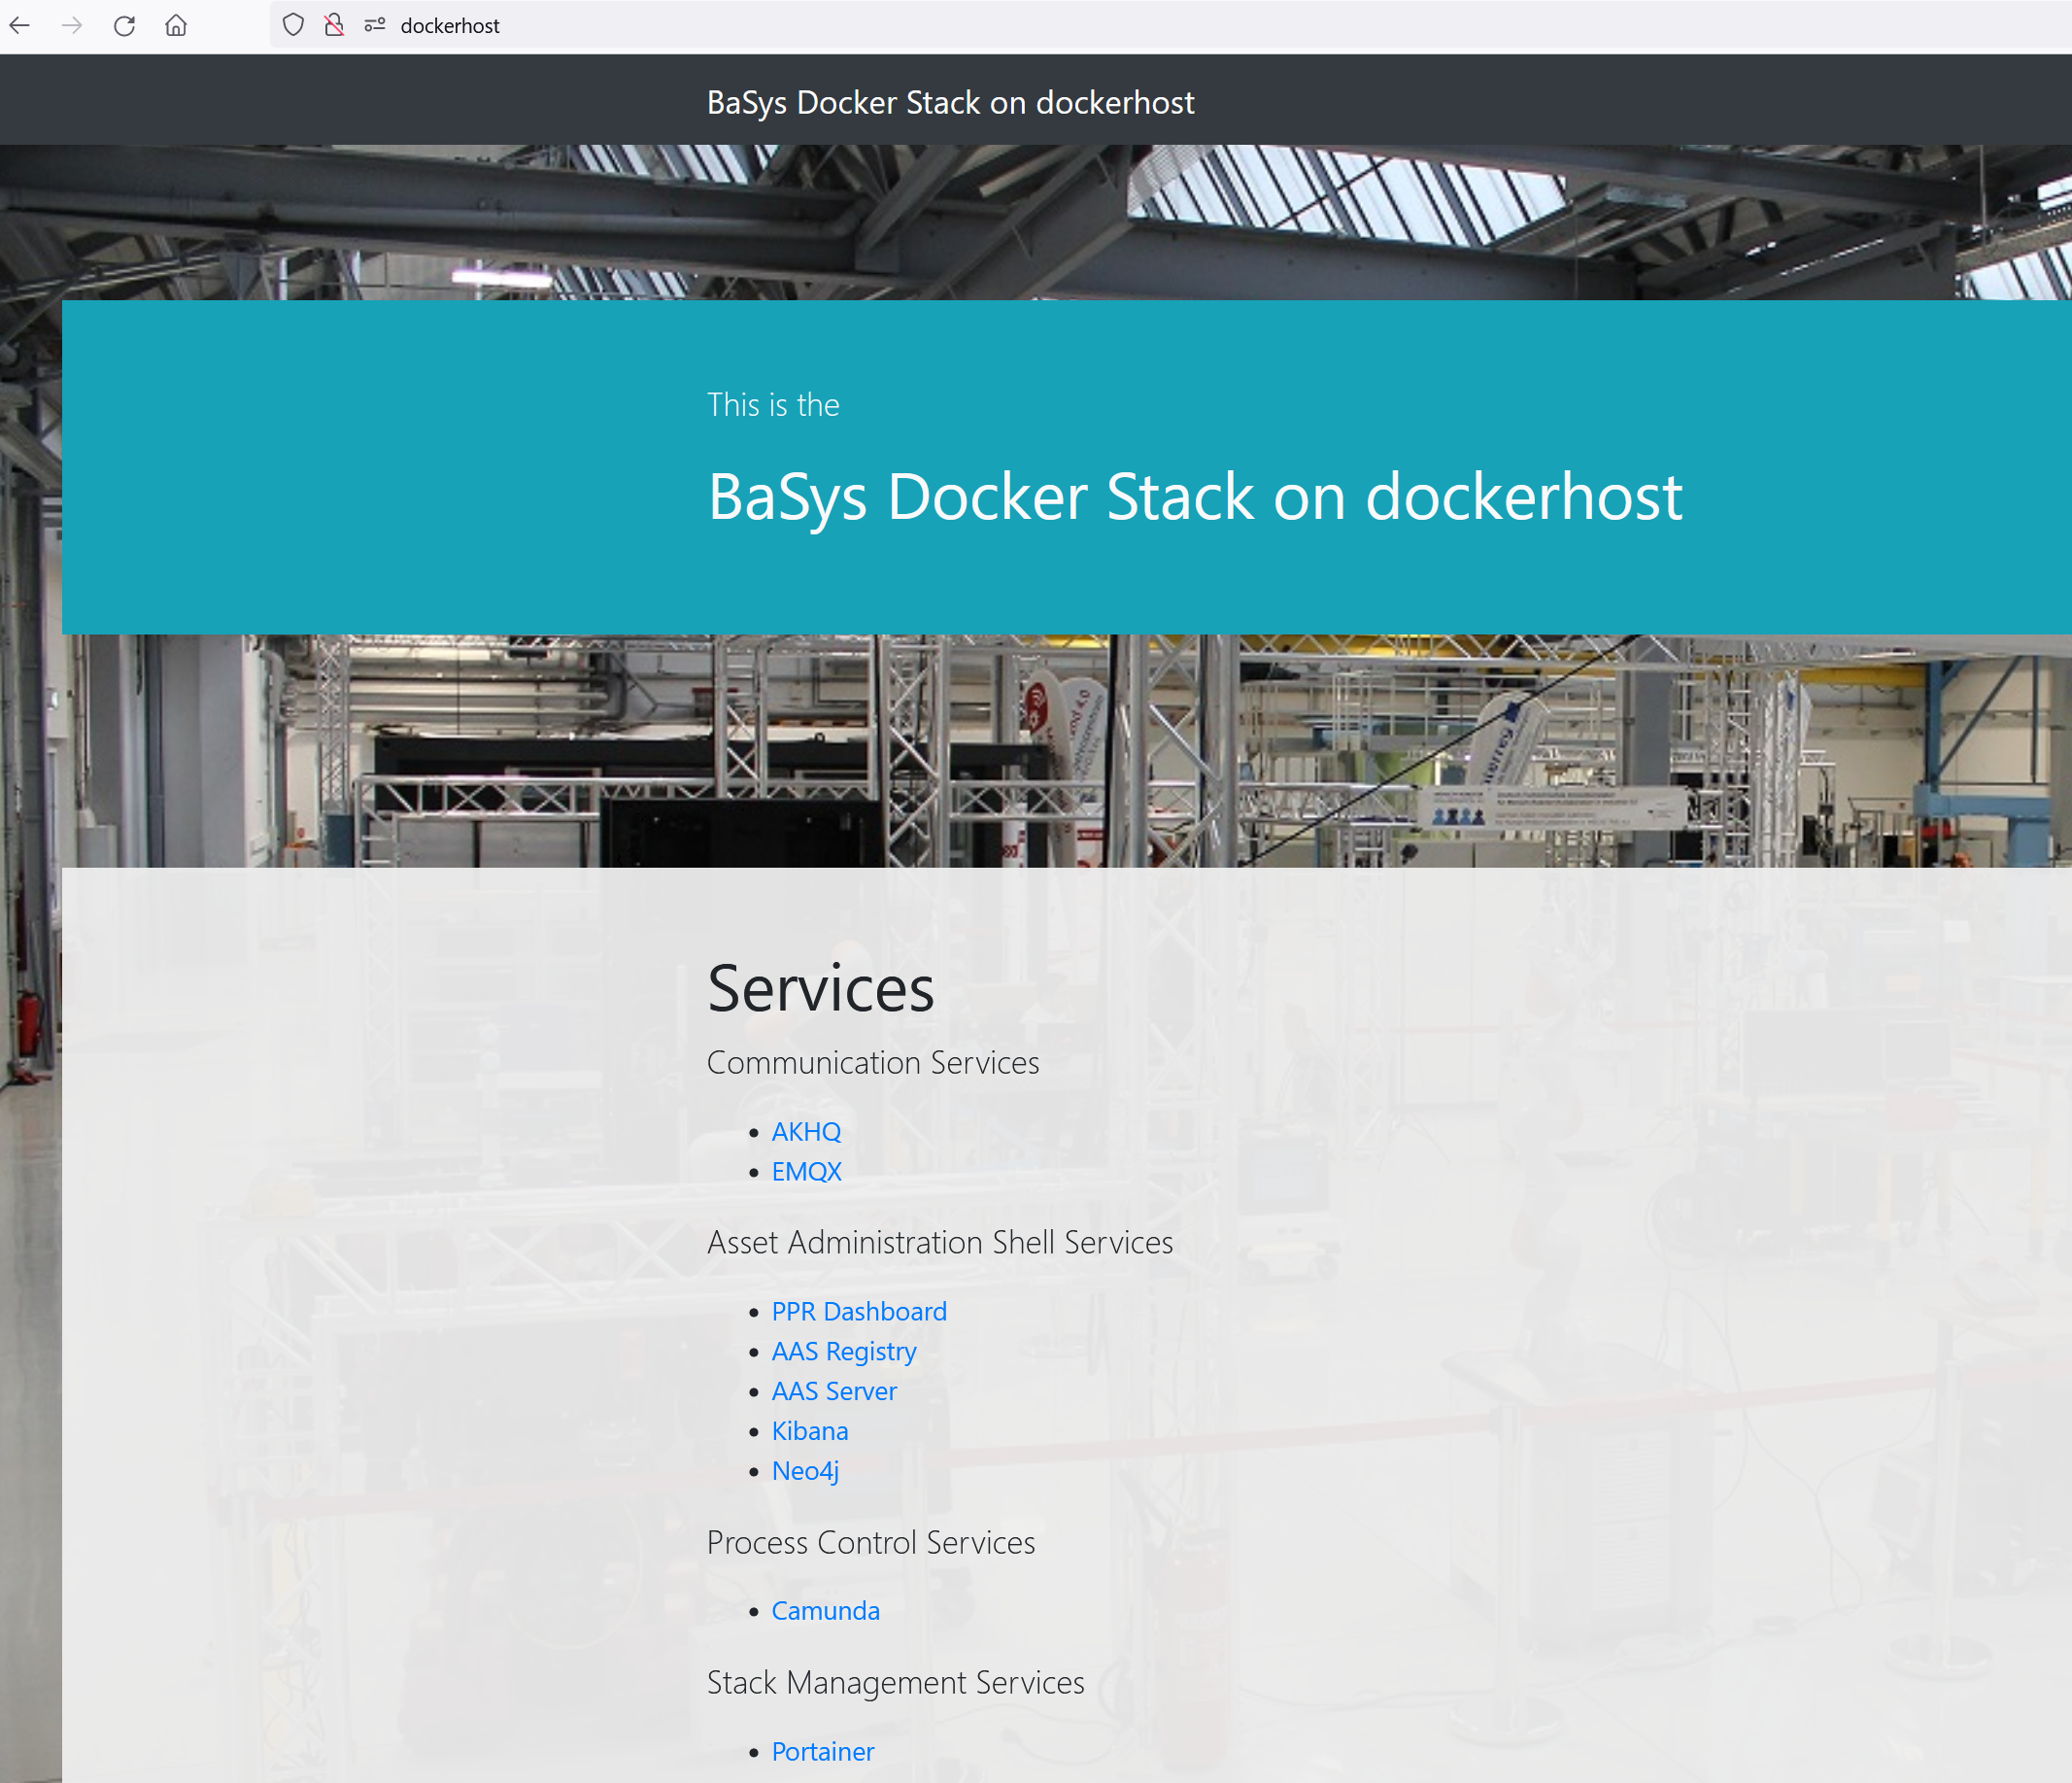 dockerhost
BaSys Docker Stack on dockerhost
This is the
BaSys Docker Stack on dockerhost
Services
Communication Services
AKHQ
EMQX
Asset Administration Shell Services
PPR Dashboard
AAS Registry
AAS Server
Kibana
Neo4j
Process Control Services
Camunda
Stack Management Services
Portainer